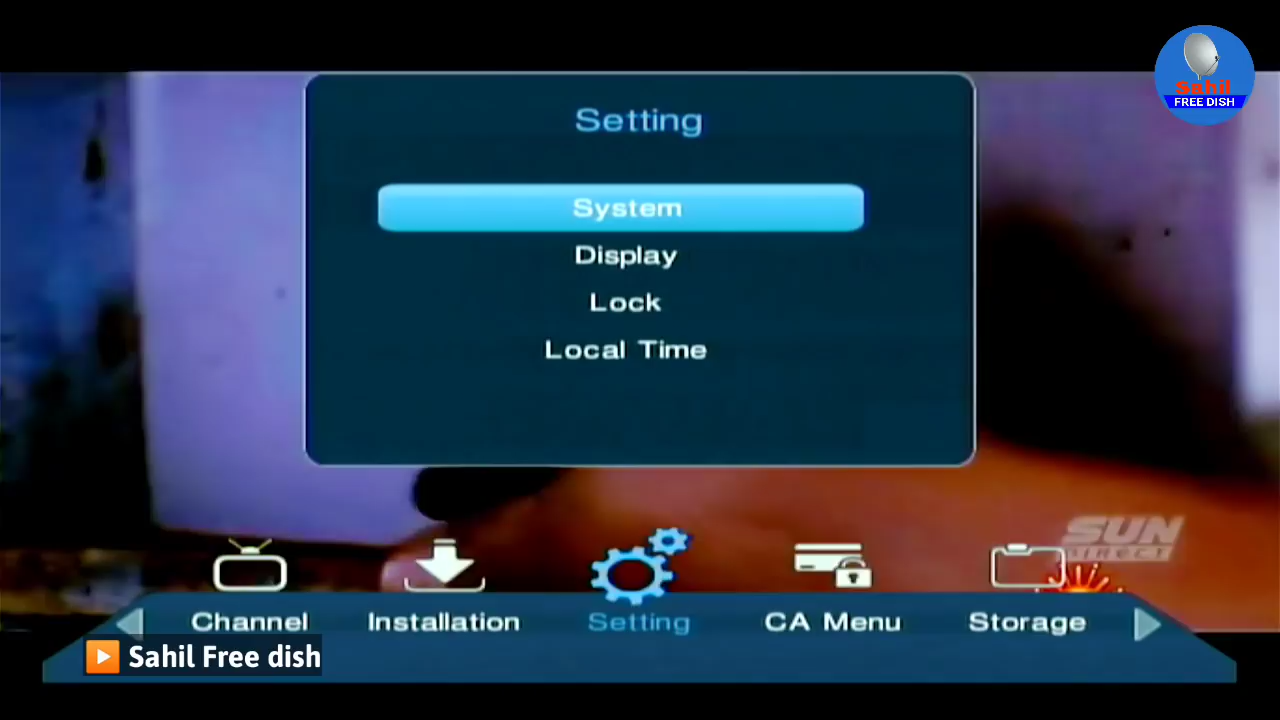 Sahil
FREE DISH
Setting
System
Display
Lock
Local Time
SUN
DIRECT
Channel
Installation
Setting
CA Menu
Storage
Sahil Free dish